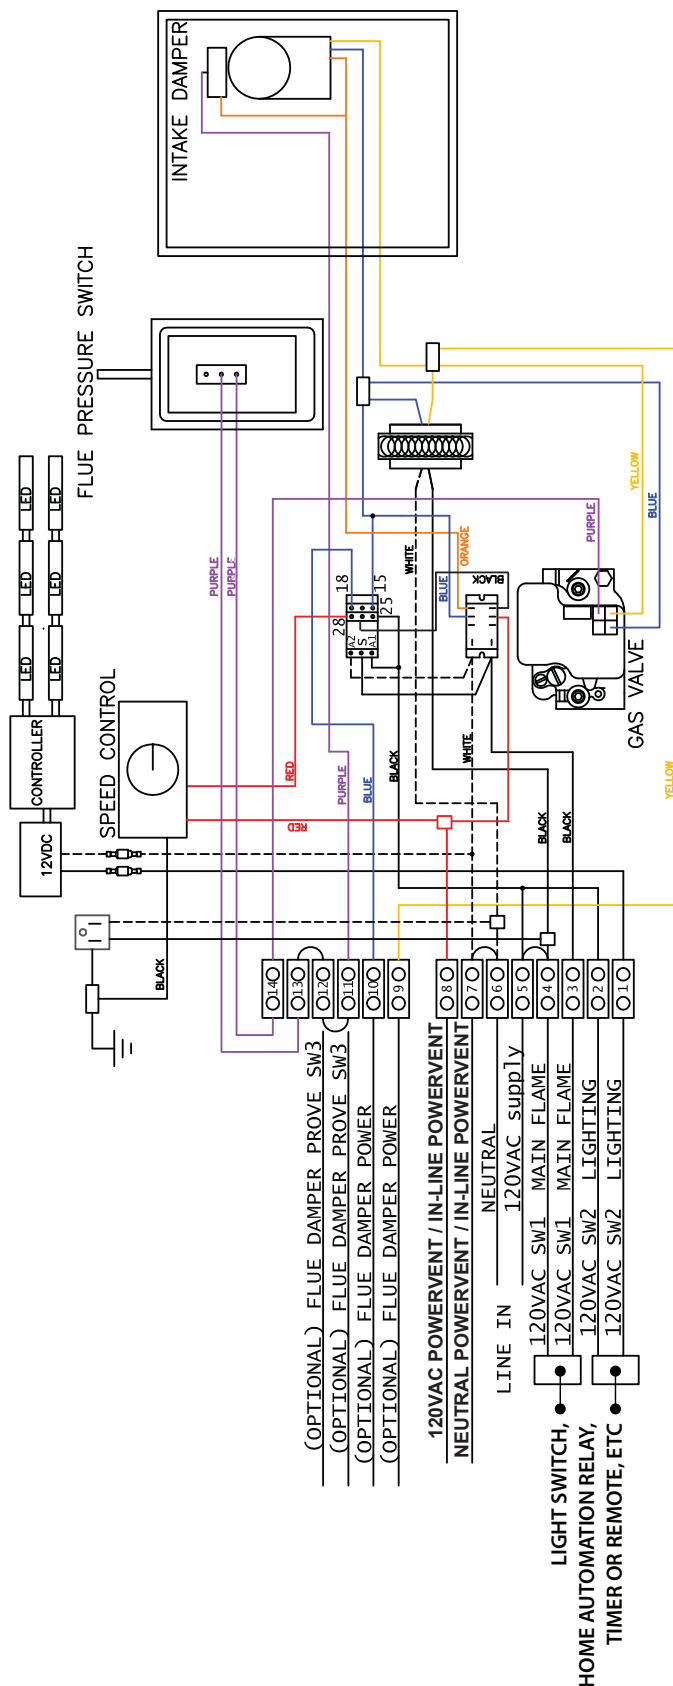 INTAKE DAMPER
FLUE PRESSURE SWITCH
LED
LED
LED
LED
LED
LED
CONTROLLER
12VDC
SPEED CONTROL
PURPLE
PURPLE
RED
RED
PURPLE
BLUE
BLACK
WHITE
WHITE
BLUE
ORANGE
BLACK
PURPLE
YELLOW
BLUE
YELLOW
BLACK
BLACK
BLACK
18
15
28
25
A2
S
A1
GAS VALVE
14
13
12
11
10
9
8
7
6
5
4
3
2
1
(OPTIONAL) FLUE DAMPER PROVE SW3
(OPTIONAL) FLUE DAMPER PROVE SW3
(OPTIONAL) FLUE DAMPER POWER
(OPTIONAL) FLUE DAMPER POWER
120VAC POWERVENT / IN-LINE POWERVENT
NEUTRAL POWERVENT / IN-LINE POWERVENT
LINE IN
NEUTRAL
120VAC supply
120VAC SW1 MAIN FLAME
120VAC SW1 MAIN FLAME
120VAC SW2 LIGHTING
120VAC SW2 LIGHTING
LIGHT SWITCH,
HOME AUTOMATION RELAY,
TIMER OR REMOTE, ETC